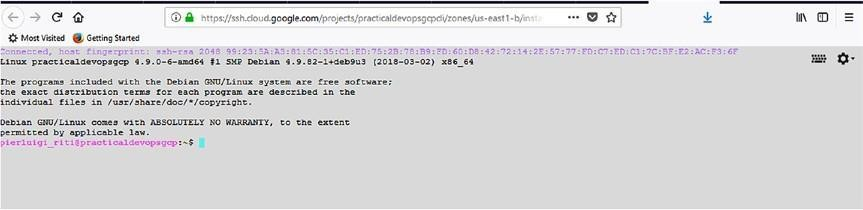 https://ssh.cloud.google.com/projects/practicaldevopsgcpdi/zones/us-east1-b/insta
Most Visited Getting Started
Connected, host fingerprint: ssh-rsa 2048 99:23:5A:A3:81:5C:35:C1:ED:75:2B:78:B9:FD:60:D8:42:72:14:2E:57:77:FD:C7:ED:C1:7C:BF:E2:AC:F3:6F
Linux practicaldevopsgcp 4.9.0-6-amd64 #1 SMP Debian 4.9.82-1+deb9u3 (2018-03-02) x86_64
The programs included with the Debian GNU/Linux system are free software;
the exact distribution terms for each program are described in the
individual files in /usr/share/doc/*/copyright.
Debian GNU/Linux comes with ABSOLUTELY NO WARRANTY, to the extent
permitted by applicable law.
pierluigi_riti@practicaldevopsgcp:~$